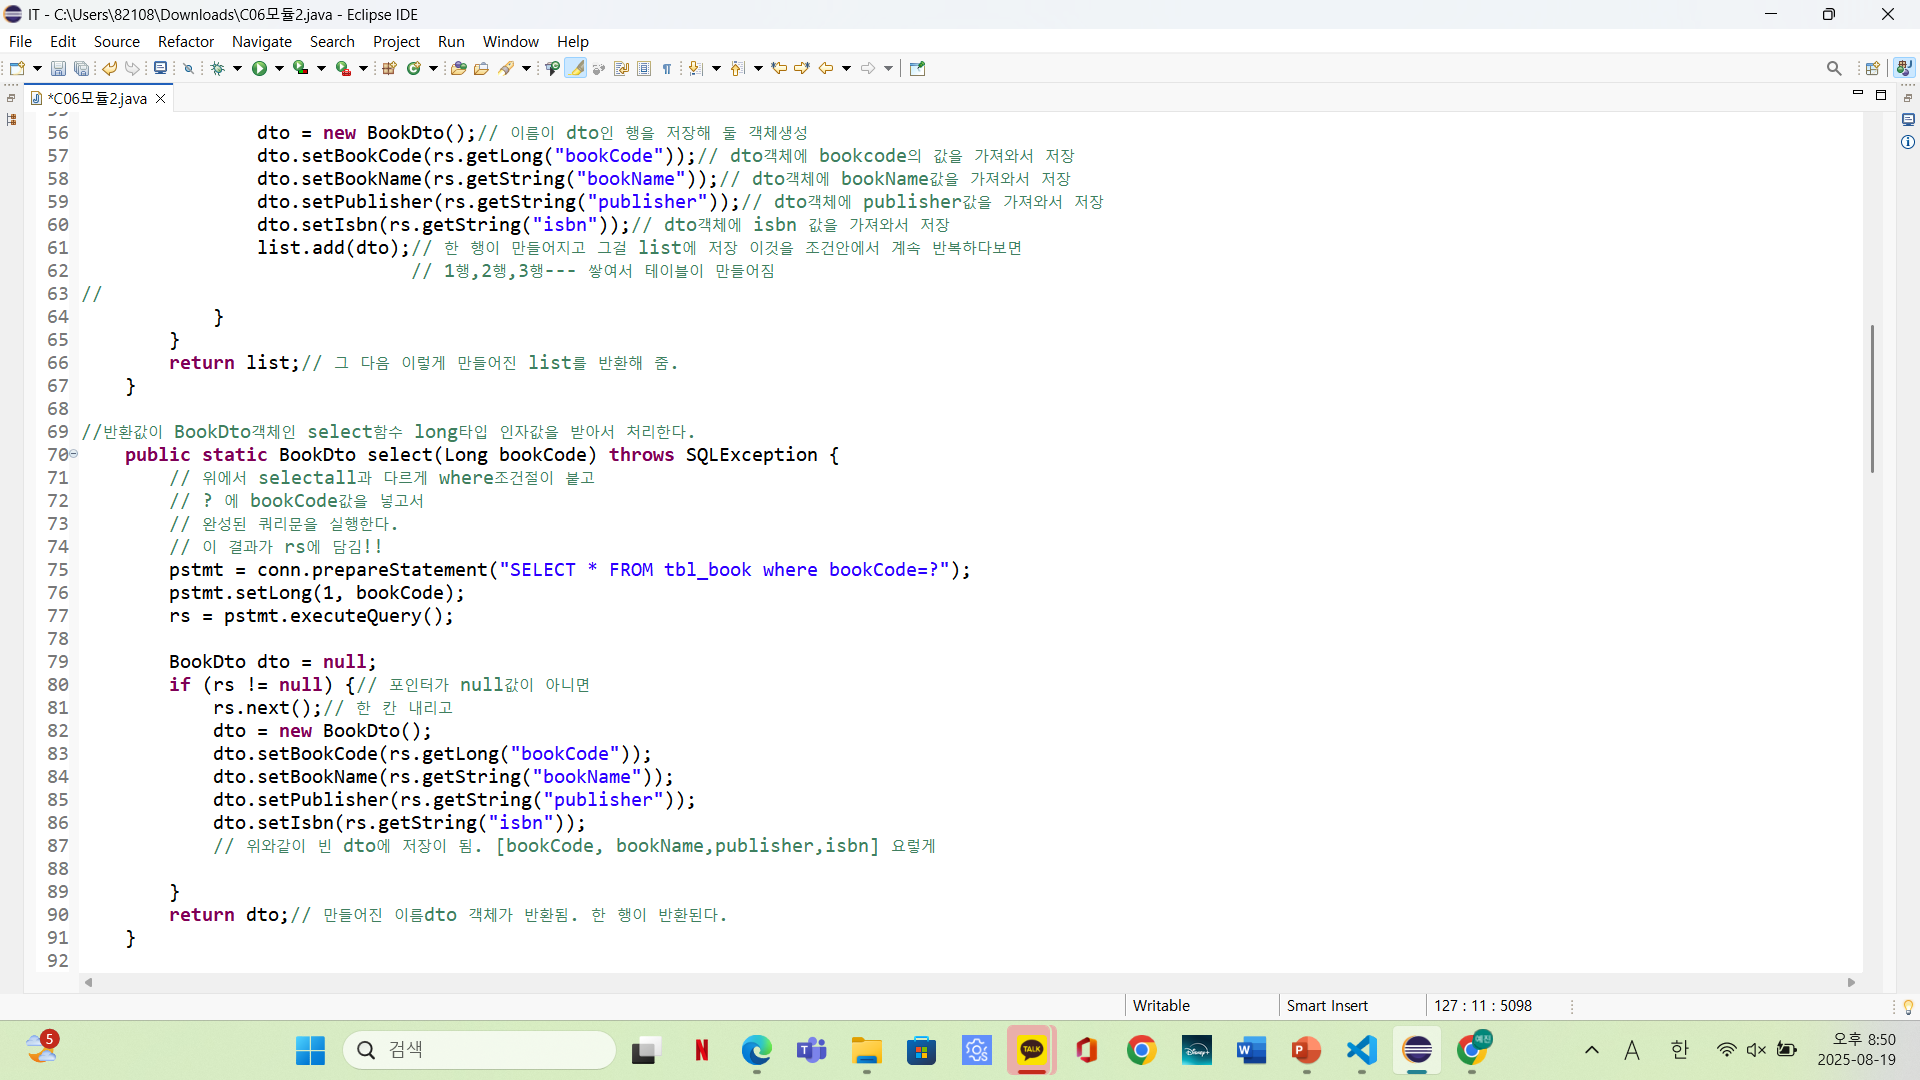 IT - C:\Users\82108\Downloads\C06모듈2.java - Eclipse IDE
File Edit Source Refactor Navigate Search Project Run Window Help
*C06모듈2.java
56 dto = new BookDto();// 이름이 dto인 행을 저장해 둘 객체생성
57 dto.setBookCode(rs.getLong("bookCode"));// dto객체에 bookcode의 값을 가져와서 저장
58 dto.setBookName(rs.getString("bookName"));// dto객체에 bookName값을 가져와서 저장
59 dto.setPublisher(rs.getString("publisher"));// dto객체에 publisher값을 가져와서 저장
60 dto.setIsbn(rs.getString("isbn"));// dto객체에 isbn 값을 가져와서 저장
61 list.add(dto);// 한 행이 만들어지고 그걸 list에 저장 이것을 조건안에서 계속 반복하다보면
62 // 1행,2행,3행--- 쌓여서 테이블이 만들어짐
63 //
64 }
65 }
66 return list;// 그 다음 이렇게 만들어진 list를 반환해 줌.
67 }
68
69 //반환값이 BookDto객체인 select함수 long타입 인자값을 받아서 처리한다.
70 public static BookDto select(Long bookCode) throws SQLException {
71 // 위에서 selectall과 다르게 where조건절이 붙고
72 // ? 에 bookCode값을 넣고서
73 // 완성된 쿼리문을 실행한다.
74 // 이 결과가 rs에 담김!!
75 pstmt = conn.prepareStatement("SELECT * FROM tbl_book where bookCode=?");
76 pstmt.setLong(1, bookCode);
77 rs = pstmt.executeQuery();
78
79 BookDto dto = null;
80 if (rs != null) {// 포인터가 null값이 아니면
81 rs.next();// 한 칸 내리고
82 dto = new BookDto();
83 dto.setBookCode(rs.getLong("bookCode"));
84 dto.setBookName(rs.getString("bookName"));
85 dto.setPublisher(rs.getString("publisher"));
86 dto.setIsbn(rs.getString("isbn"));
87 // 위와같이 빈 dto에 저장이 됨. [bookCode, bookName,publisher,isbn] 요렇게
88
89 }
90 return dto;// 만들어진 이름dto 객체가 반환됨. 한 행이 반환된다.
91 }
92
Writable Smart Insert 127 : 11 : 5098
5 검색 N TALK Disney+ W P 예진 A 한 오후 8:50
2025-08-19